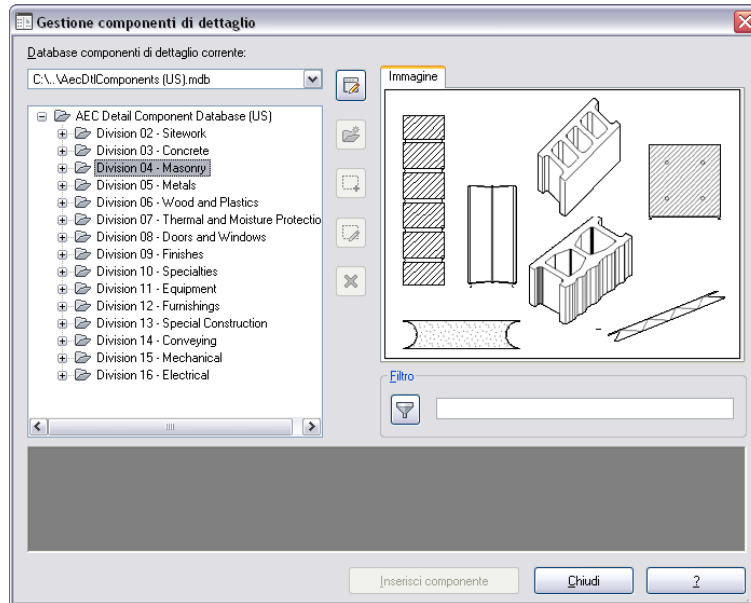 Gestione componenti di dettaglio
Database componenti di dettaglio corrente:
C:\..\AecDtlComponents (US).mdb
AEC Detail Component Database (US)
Division 02 - Sitework
Division 03 - Concrete
Division 04 - Masonry
Division 05 - Metals
Division 06 - Wood and Plastics
Division 07 - Thermal and Moisture Protectio
Division 08 - Doors and Windows
Division 09 - Finishes
Division 10 - Specialties
Division 11 - Equipment
Division 12 - Furnishings
Division 13 - Special Construction
Division 14 - Conveying
Division 15 - Mechanical
Division 16 - Electrical
Immagine
Filtro
Inserisci componente
Chiudi
?